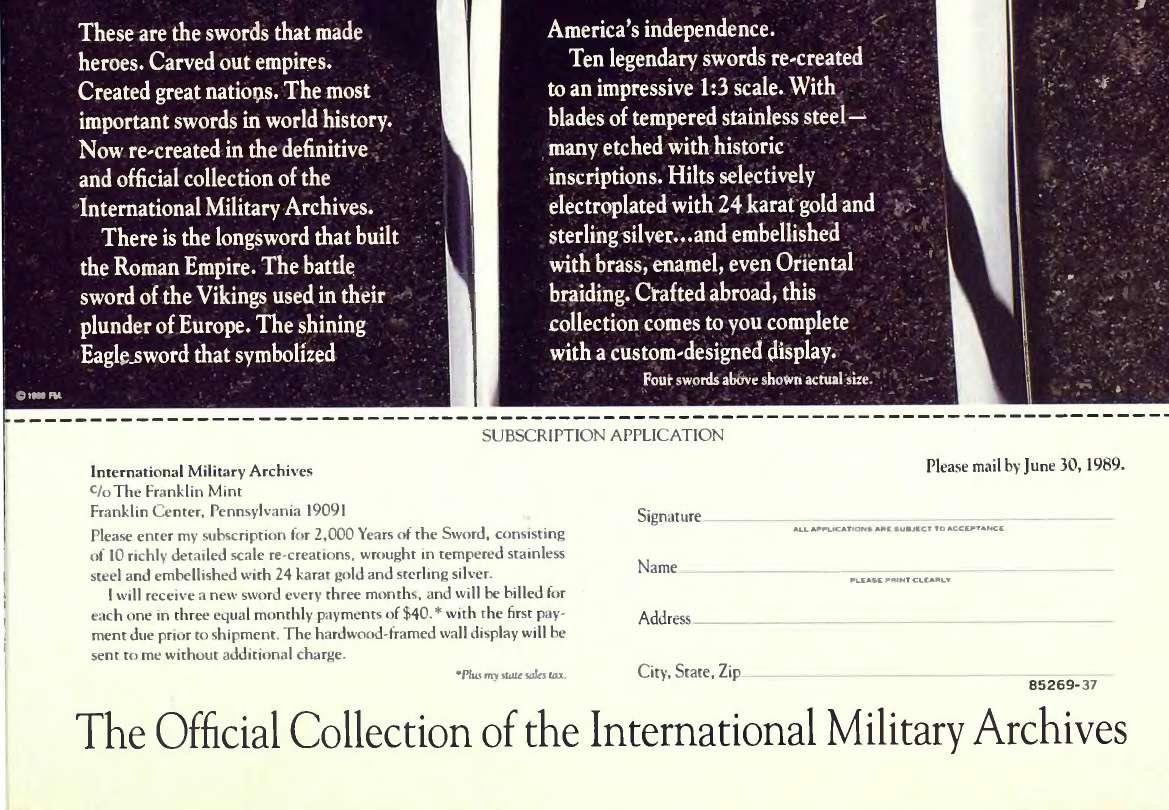 These are the swords that made
heroes. Carved out empires.
Created great nations. The most
important swords in world history.
Now re-created in the definitive
and official collection of the
International Military Archives.
There is the longsword that built
the Roman Empire. The battle
sword of the Vikings used in their
plunder of Europe. The shining
Eagle sword that symbolized
America's independence.
Ten legendary swords re-created
to an impressive 1:3 scale. With
blades of tempered stainless steel—
many etched with historic
inscriptions. Hilts selectively
electroplated with 24 karat gold and
sterling silver...and embellished
with brass, enamel, even Oriental
braiding. Crafted abroad, this
collection comes to you complete
with a custom-designed display.
Four swords above shown actual size.
SUBSCRIPTION APPLICATION
International Military Archives
c/o The Franklin Mint
Franklin Center, Pennsylvania 19091
Please enter my subscription for 2,000 Years of the Sword, consisting
of 10 richly detailed scale re-creations, wrought in tempered stainless
steel and embellished with 24 karat gold and sterling silver.
I will receive a new sword every three months, and will be billed for
each one in three equal monthly payments of $40.* with the first pay-
ment due prior to shipment. The hardwood-framed wall display will be
sent to me without additional charge.
*Plus my state sales tax.
Please mail by June 30, 1989.
Signature
ALL APPLICATIONS ARE SUBJECT TO ACCEPTANCE
Name
PLEASE PRINT CLEARLY
Address
City, State, Zip
85269-37
The Official Collection of the International Military Archives